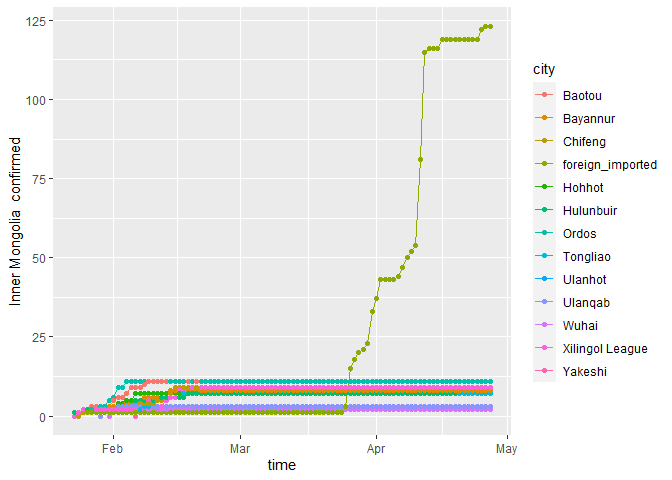 125
100
75
50
25
0
Inner Mongolia confirmed
Feb
Mar
Apr
May
time
city
Baotou
Bayannur
Chifeng
foreign_imported
Hohhot
Hulunbuir
Ordos
Tongliao
Ulanhot
Ulanqab
Wuhai
Xilingol League
Yakeshi